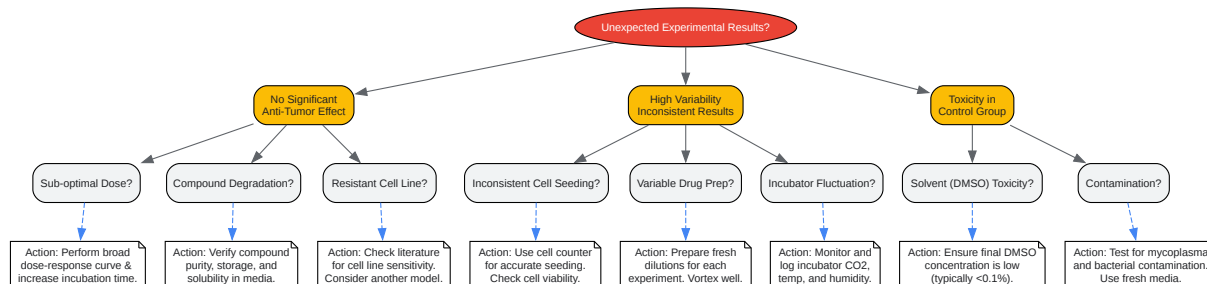 Unexpected Experimental Results?
No Significant
Anti-Tumor Effect
High Variability
Inconsistent Results
Toxicity in
Control Group
Sub-optimal Dose?
Compound Degradation?
Resistant Cell Line?
Inconsistent Cell Seeding?
Variable Drug Prep?
Incubator Fluctuation?
Solvent (DMSO) Toxicity?
Contamination?
Action: Perform broad
dose-response curve &
increase incubation time.
Action: Verify compound
purity, storage, and
solubility in media.
Action: Check literature
for cell line sensitivity.
Consider another model.
Action: Use cell counter
for accurate seeding.
Check cell viability.
Action: Prepare fresh
dilutions for each
experiment. Vortex well.
Action: Monitor and
log incubator CO2,
temp, and humidity.
Action: Ensure final DMSO
concentration is low
(typically <0.1%).
Action: Test for mycoplasma
and bacterial contamination.
Use fresh media.